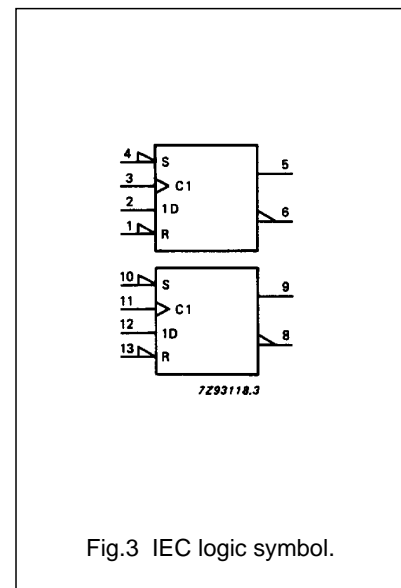 4 S 5
3 C1
2 1D 6
1 R
10 S 9
11 C1
12 1D 8
13 R
7Z93118.3
Fig.3 IEC logic symbol.